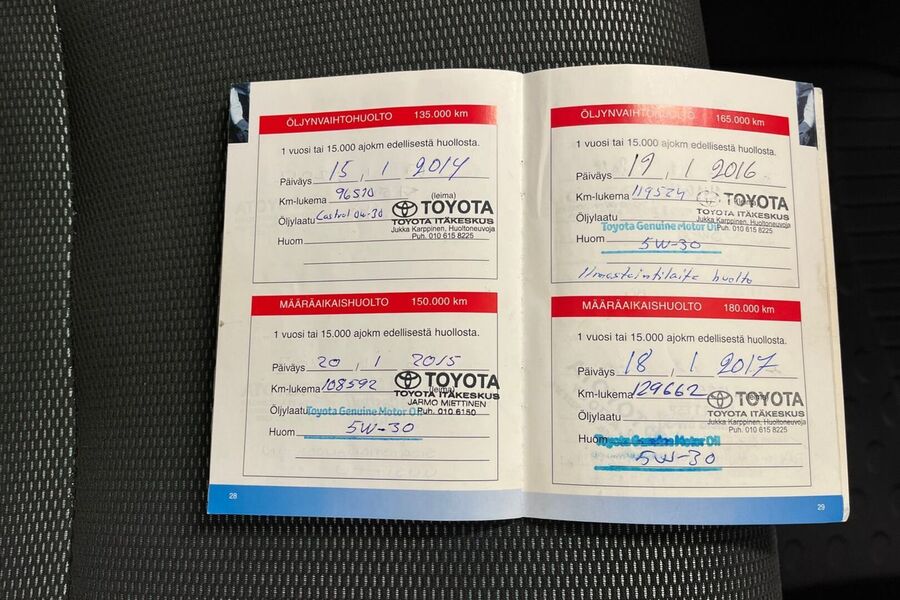 ÖLJYNVAIHTOHUOLTO 135.000 km
1 vuosi tai 15.000 ajokm edellisestä huollosta.
Päiväys 15, 1 2014
Km-lukema 96510 (leima)
Öljylaatu Castrol 0W-30 TOYOTA
TOYOTA ITÄKESKUS
Jukka Karppinen, Huoltoneuvoja
Puh. 010 615 8225
Huom
MÄÄRÄAIKAISHUOLTO 150.000 km
1 vuosi tai 15.000 ajokm edellisestä huollosta.
Päiväys 20, 1 2015
Km-lukema 108592 (leima) TOYOTA
TOYOTA ITÄKESKUS
JARMO MIETTINEN
Öljylaatu Toyota Genuine Motor Oil Puh. 010 6150
Huom 5W-30
28
ÖLJYNVAIHTOHUOLTO 165.000 km
1 vuosi tai 15.000 ajokm edellisestä huollosta.
Päiväys 19, 1 2016
Km-lukema 119524 (leima) TOYOTA
Öljylaatu TOYOTA ITÄKESKUS
Jukka Karppinen, Huoltoneuvoja
Toyota Genuine Motor Oil Puh. 010 615 8225
Huom 5W-30
Ilmastointilaite huolto
MÄÄRÄAIKAISHUOLTO 180.000 km
1 vuosi tai 15.000 ajokm edellisestä huollosta.
Päiväys 18, 1 2017
Km-lukema 129662 (leima) TOYOTA
Öljylaatu TOYOTA ITÄKESKUS
Jukka Karppinen, Huoltoneuvoja
Puh. 010 615 8225
Huom Toyota Genuine Motor Oil
5W-30
29